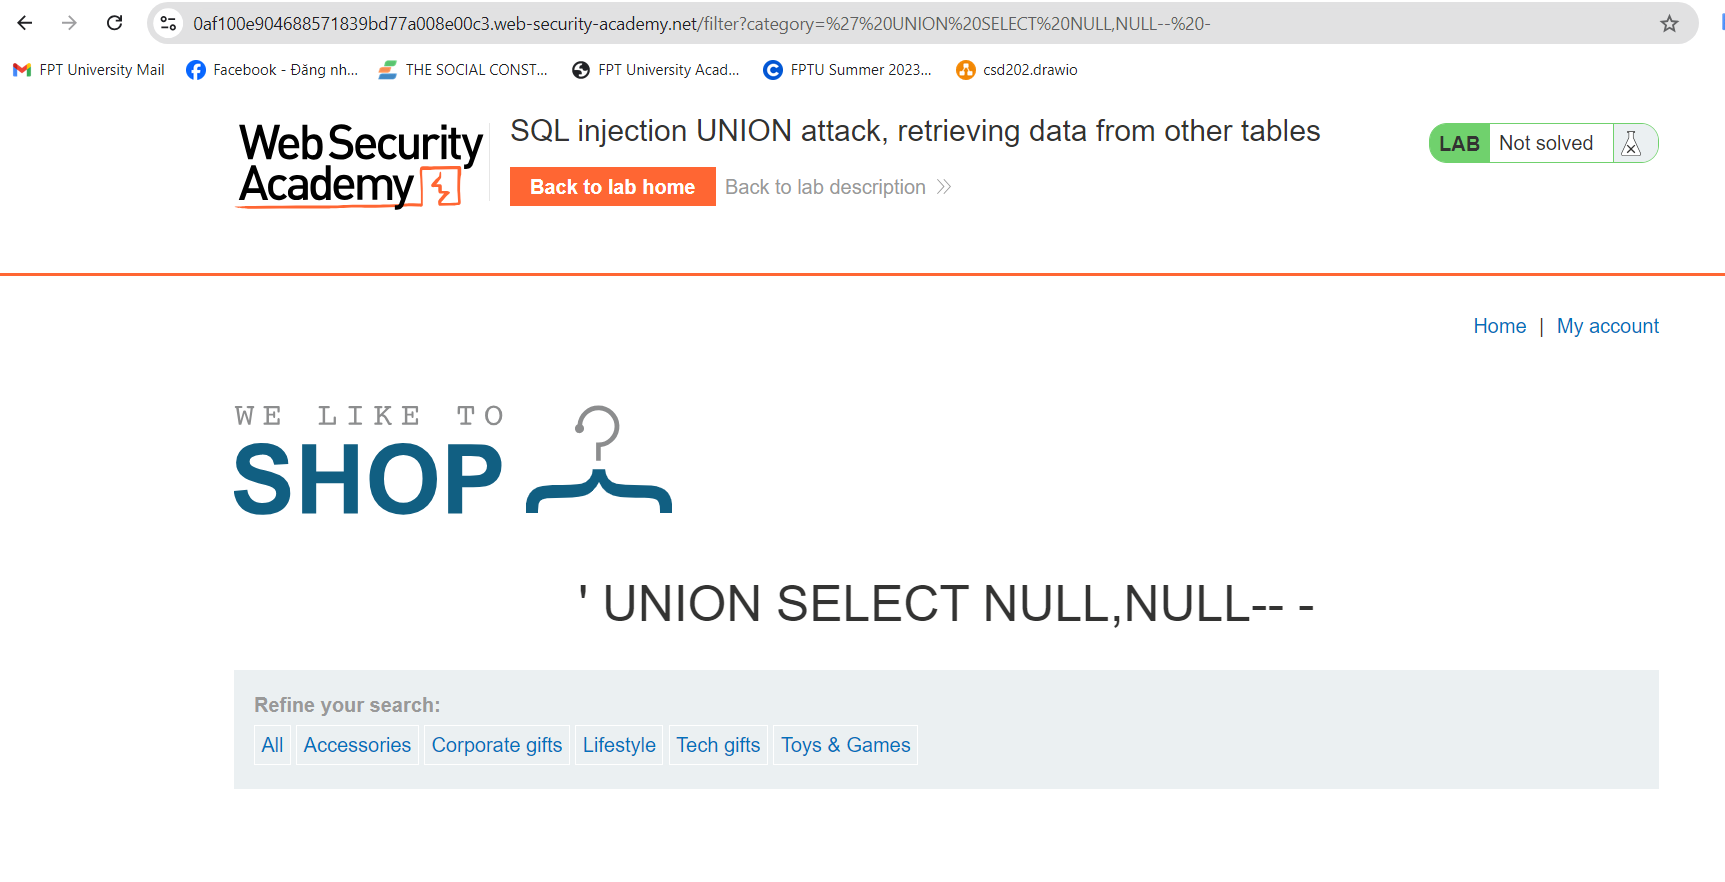 0af100e904688571839bd77a008e00c3.web-security-academy.net/filter?category=%27%20UNION%20SELECT%20NULL,NULL--%20-
FPT University Mail
Facebook - Đăng nh...
THE SOCIAL CONST...
FPT University Acad...
FPTU Summer 2023...
csd202.drawio
Web Security
Academy
SQL injection UNION attack, retrieving data from other tables
Back to lab home
Back to lab description
LAB
Not solved
Home | My account
WE LIKE TO
SHOP
' UNION SELECT NULL,NULL-- -
Refine your search:
All
Accessories
Corporate gifts
Lifestyle
Tech gifts
Toys & Games